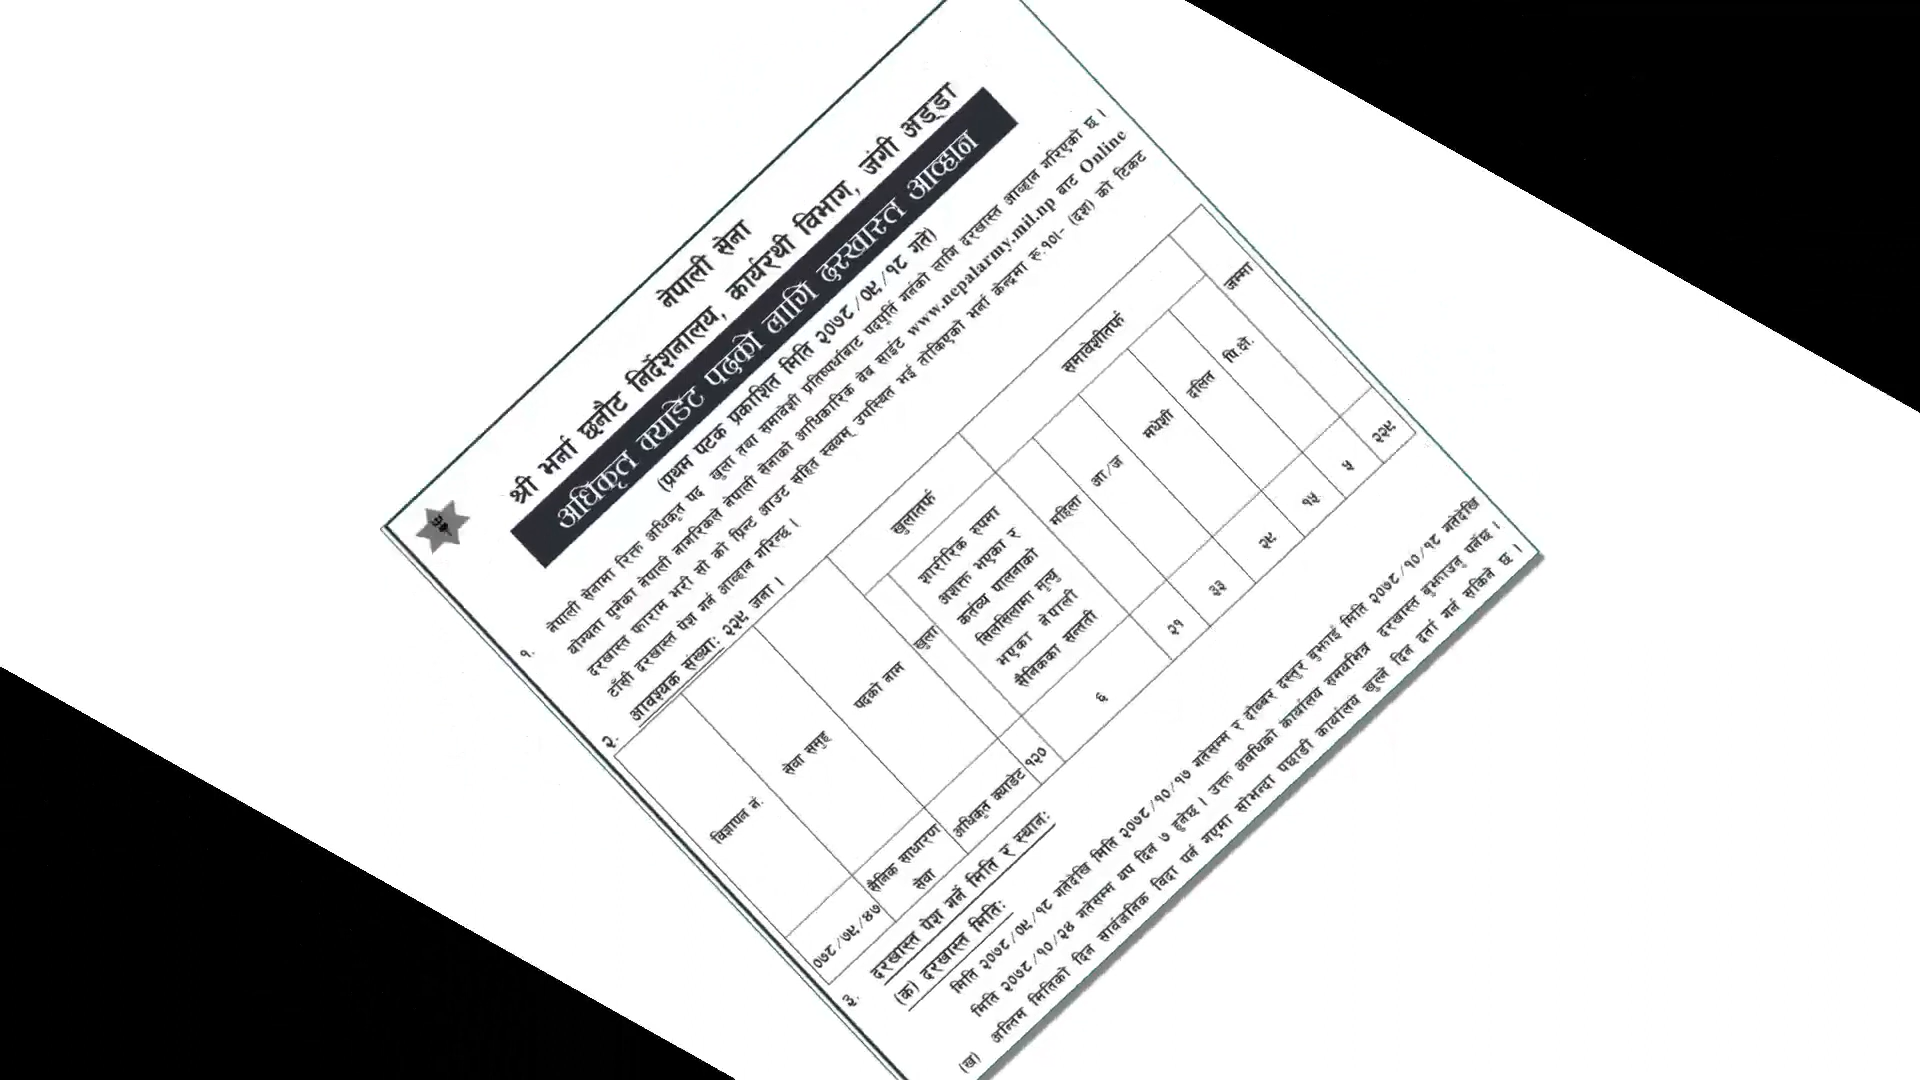 नेपाली सेना
श्री भर्ना छनौट निर्देशनालय, कार्यरथी विभाग, जंगी अड्डा
अधिकृत क्याडेट पदको लागि दरखास्त आव्हान
(प्रथम पटक प्रकाशित मिति २०७८/०९/१८ गते)
१. नेपाली सेनामा रिक्त अधिकृत पद खुला तथा समावेशी प्रतिष्पर्धाबाट पदपूर्ति गर्नको लागि दरखास्त आव्हान गरिएको छ ।
योग्यता पुगेका नेपाली नागरिकले नेपाली सेनाको आधिकारिक वेब साईट www.nepalarmy.mil.np बाट Online
दरखास्त फाराम भरी सो को प्रिन्ट आउट सहित स्वयम् उपस्थित भई तोकिएको भर्ना केन्द्रमा रू.१०/- (दश) को टिकट
टाँसी दरखास्त पेश गर्न आव्हान गरिन्छ ।
२. आवश्यक संख्या: २२९ जना ।
विज्ञापन नं.
सेवा समुह
पदको नाम
खुलातर्फ
समावेशीतर्फ
जम्मा
खुला
शारीरिक रुपमा
अशक्त भएका र
कर्तव्य पालनाको
सिलसिलामा मृत्यु
भएका नेपाली
सैनिकका सन्तती
महिला
आ/ज
मधेशी
दलित
पि.क्षे.
०७८/७९/४७
सैनिक साधारण
सेवा
अधिकृत क्याडेट
१२०
६
२१
३३
२९
१५
५
२२९
३. दरखास्त पेश गर्ने मिति र स्थान:
(क) दरखास्त मिति:
मिति २०७८/०९/१८ गतेदेखि मिति २०७८/१०/१७ गतेसम्म र दोब्बर दस्तुर बुझाई मिति २०७८/१०/१८ गतेदेखि
मिति २०७८/१०/२४ गतेसम्म थप दिन ७ हुनेछ । उक्त अवधिको कार्यालय समयभित्र दरखास्त बुझाउनु पर्नेछ ।
(ख) अन्तिम मितिको दिन सार्वजनिक विदा पर्न गएमा सोभन्दा पछाडी कार्यालय खुल्ने दिन दर्ता गर्न सकिने छ ।